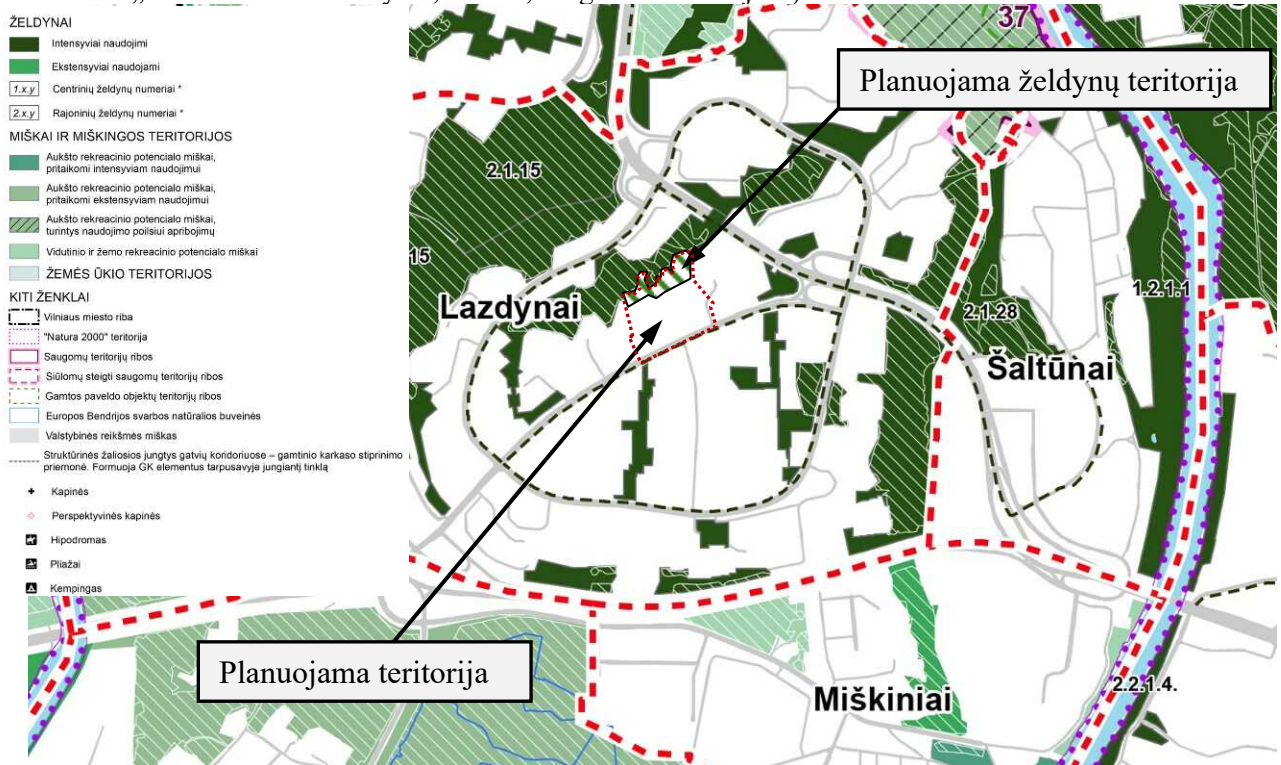 ŽELDYNAI
Intensyviai naudojimi
Ekstensyviai naudojami
1.x.y Centrinių želdynų numeriai *
2.x.y Rajoninių želdynų numeriai *
MIŠKAI IR MIŠKINGOS TERITORIJOS
Aukšto rekreacinio potencialo miškai,
pritaikomi intensyviam naudojimui
Aukšto rekreacinio potencialo miškai,
pritaikomi ekstensyviam naudojimui
Aukšto rekreacinio potencialo miškai,
turintys naudojimo poilsiui apribojimų
Vidutinio ir žemo rekreacinio potencialo miškai
ŽEMĖS ŪKIO TERITORIJOS
KITI ŽENKLAI
Vilniaus miesto riba
"Natura 2000" teritorija
Saugomų teritorijų ribos
Siūlomų steigti saugomų teritorijų ribos
Gamtos paveldo objektų teritorijų ribos
Europos Bendrijos svarbos natūralios buveinės
Valstybinės reikšmės miškas
Struktūrinės žaliosios jungtys gatvių koridoriuose – gamtinio karkaso stiprinimo
priemonė. Formuoja GK elementus tarpusavyje jungiantį tinklą
Kapinės
Perspektyvinės kapinės
Hipodromas
Pliažai
Kempingas
37
Planuojama želdynų teritorija
2.1.15
15
Lazdynai
1.2.1.1
2.1.28
Šaltūnai
Planuojama teritorija
Miškiniai
2.2.1.4.